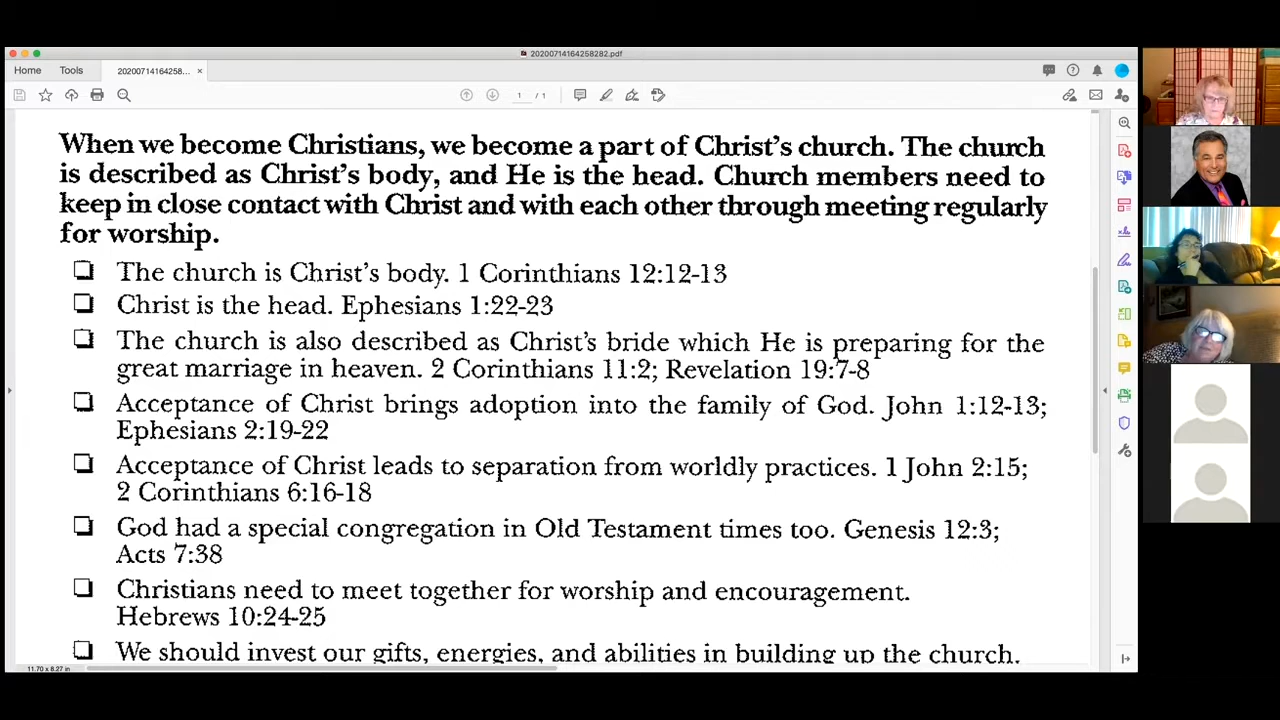 20200714164258282.pdf
Home Tools 20200714164258... ×
1 / 1
When we become Christians, we become a part of Christ's church. The church
is described as Christ's body, and He is the head. Church members need to
keep in close contact with Christ and with each other through meeting regularly
for worship.
The church is Christ's body. 1 Corinthians 12:12-13
Christ is the head. Ephesians 1:22-23
The church is also described as Christ's bride which He is preparing for the
great marriage in heaven. 2 Corinthians 11:2; Revelation 19:7-8
Acceptance of Christ brings adoption into the family of God. John 1:12-13;
Ephesians 2:19-22
Acceptance of Christ leads to separation from worldly practices. 1 John 2:15;
2 Corinthians 6:16-18
God had a special congregation in Old Testament times too. Genesis 12:3;
Acts 7:38
Christians need to meet together for worship and encouragement.
Hebrews 10:24-25
We should invest our gifts, energies, and abilities in building up the church.
11.70 x 8.27 in